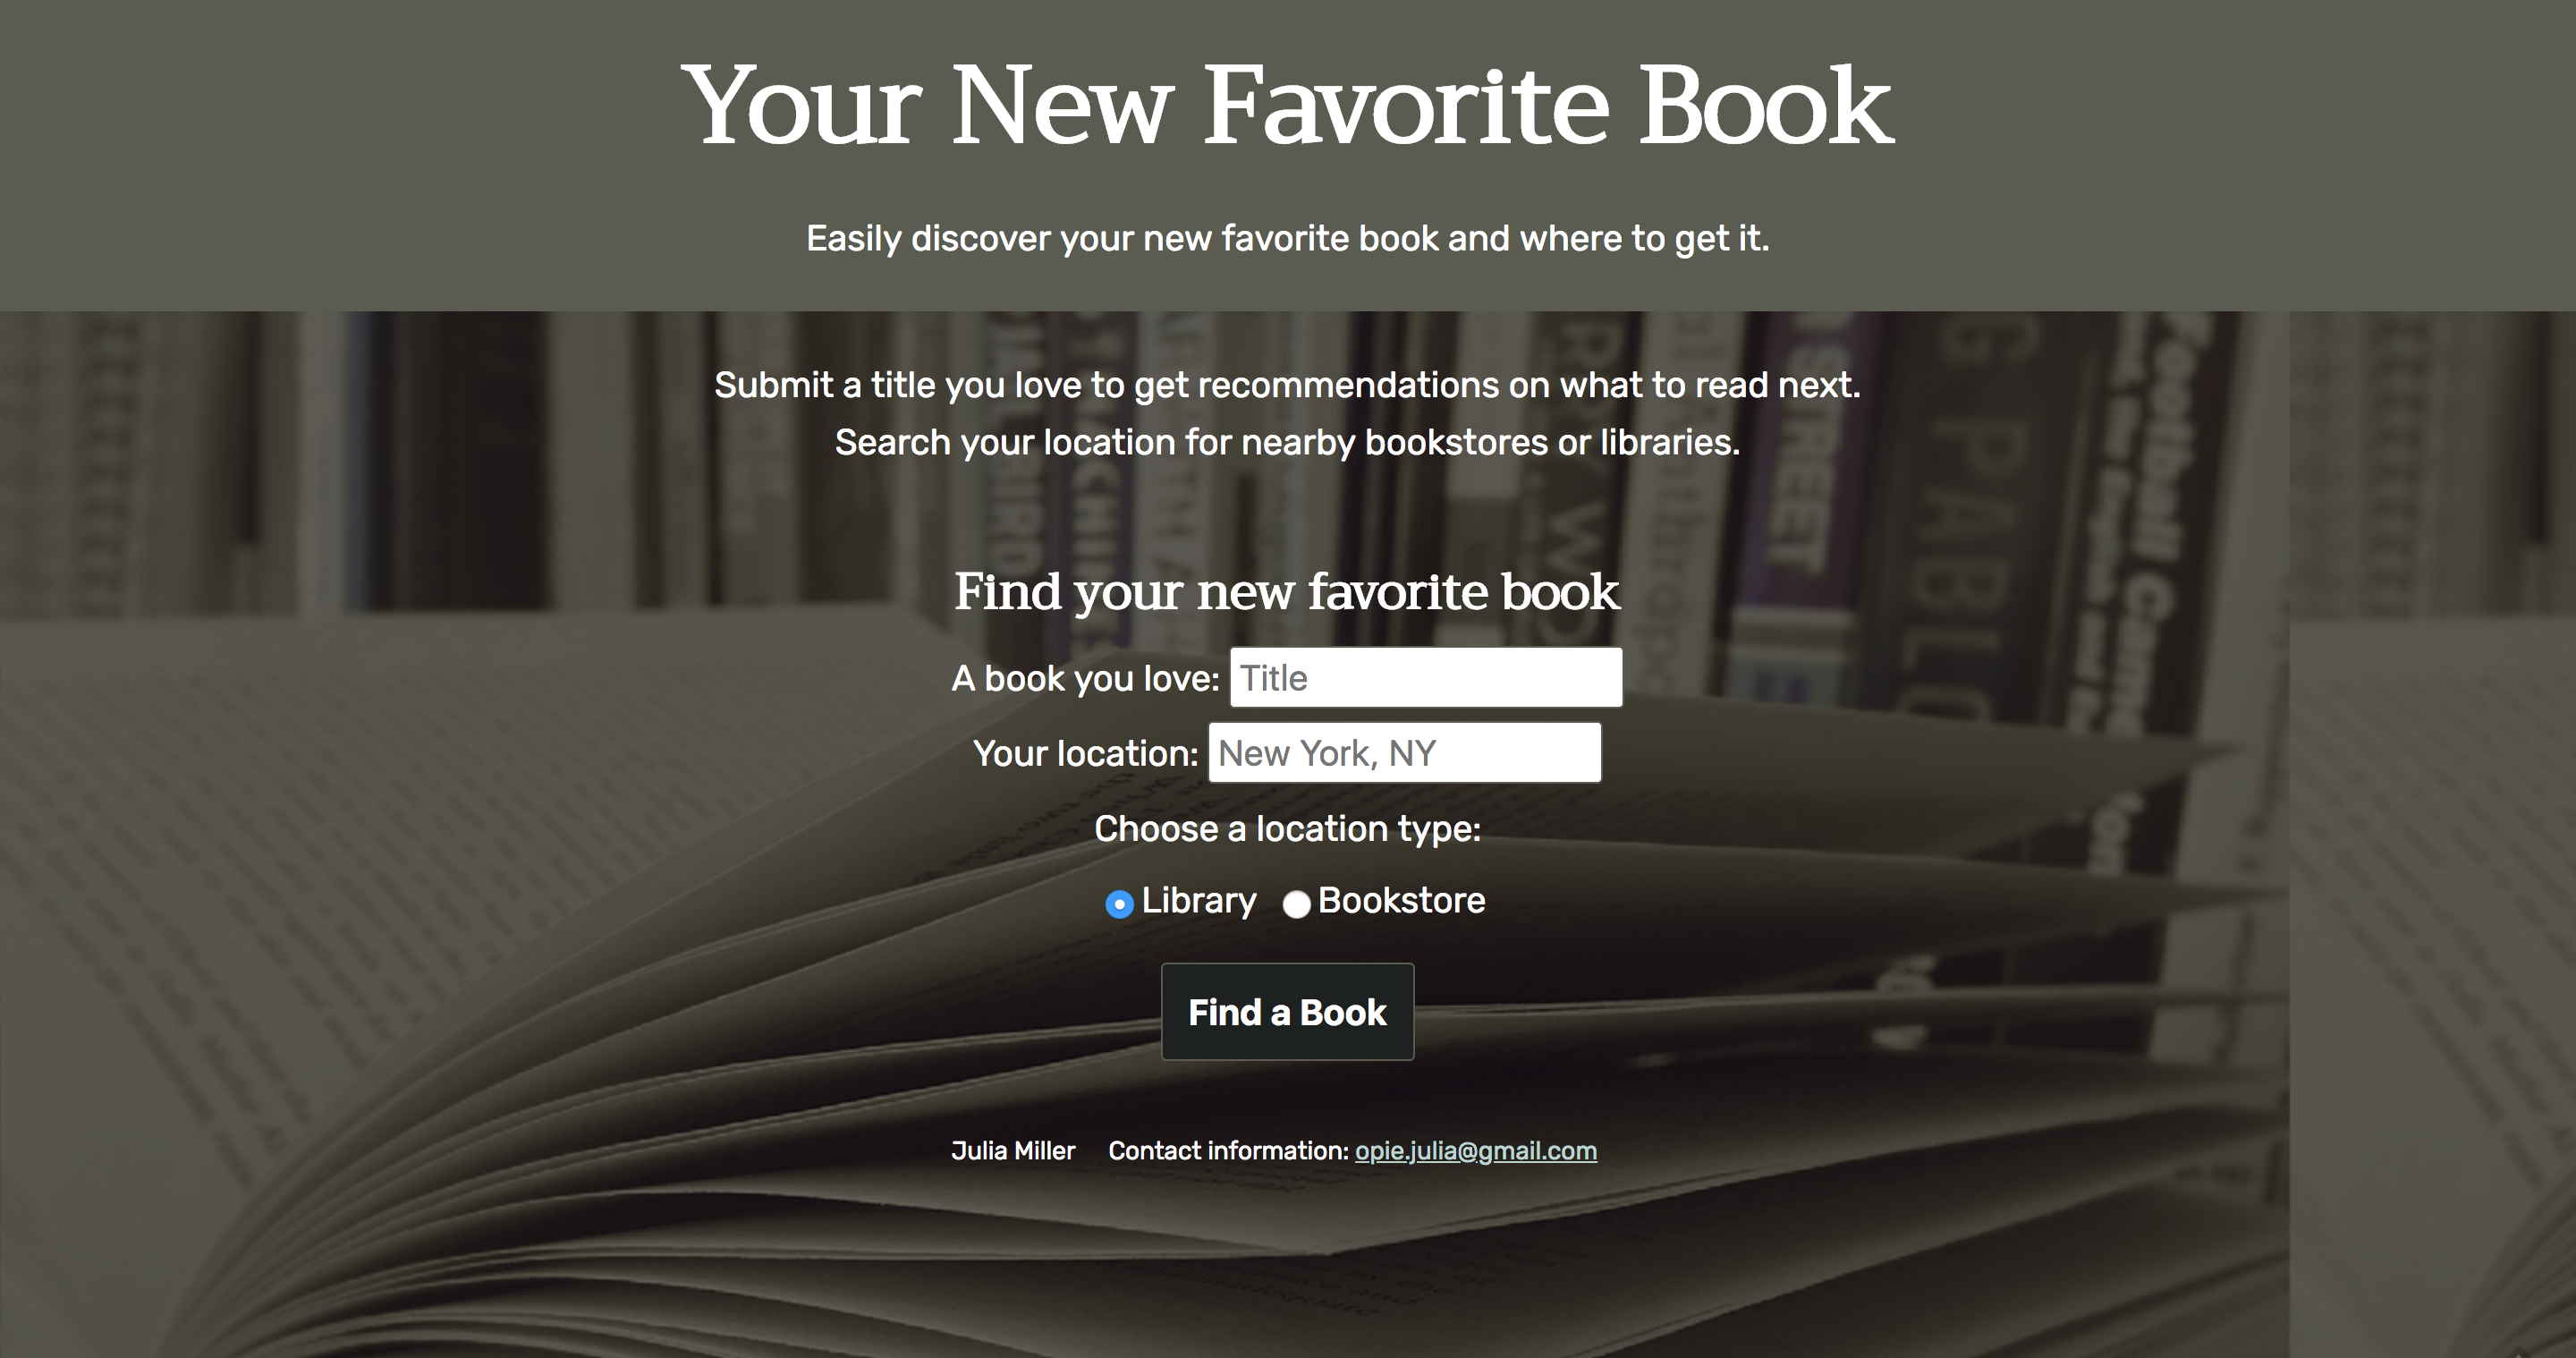 Your New Favorite Book
Easily discover your new favorite book and where to get it.
Submit a title you love to get recommendations on what to read next.
Search your location for nearby bookstores or libraries.
Find your new favorite book
A book you love: Title
Your location: New York, NY
Choose a location type:
Library Bookstore
Find a Book
Julia Miller Contact information: opie.julia@gmail.com
STREET
G PABLO